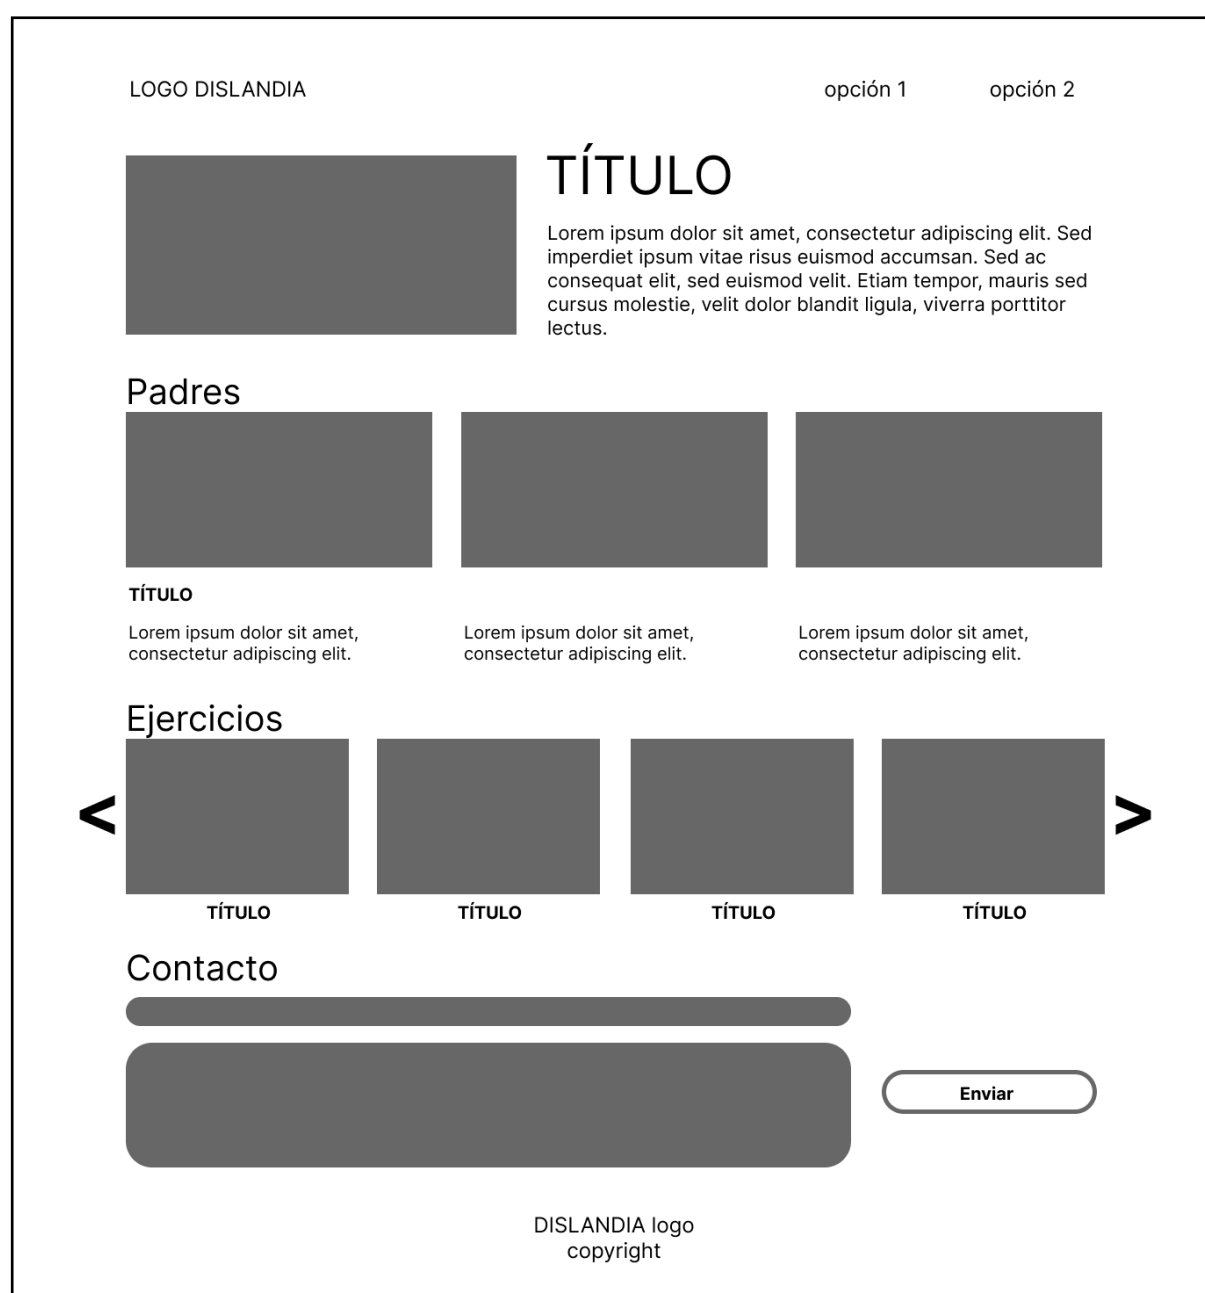 LOGO DISLANDIA
opción 1
opción 2
TÍTULO
Lorem ipsum dolor sit amet, consectetur adipiscing elit. Sed
imperdiet ipsum vitae risus euismod accumsan. Sed ac
consequat elit, sed euismod velit. Etiam tempor, mauris sed
cursus molestie, velit dolor blandit ligula, viverra porttitor
lectus.
Padres
TÍTULO
Lorem ipsum dolor sit amet,
consectetur adipiscing elit.
Lorem ipsum dolor sit amet,
consectetur adipiscing elit.
Lorem ipsum dolor sit amet,
consectetur adipiscing elit.
Ejercicios
<
>
TÍTULO
TÍTULO
TÍTULO
TÍTULO
Contacto
Enviar
DISLANDIA logo
copyright